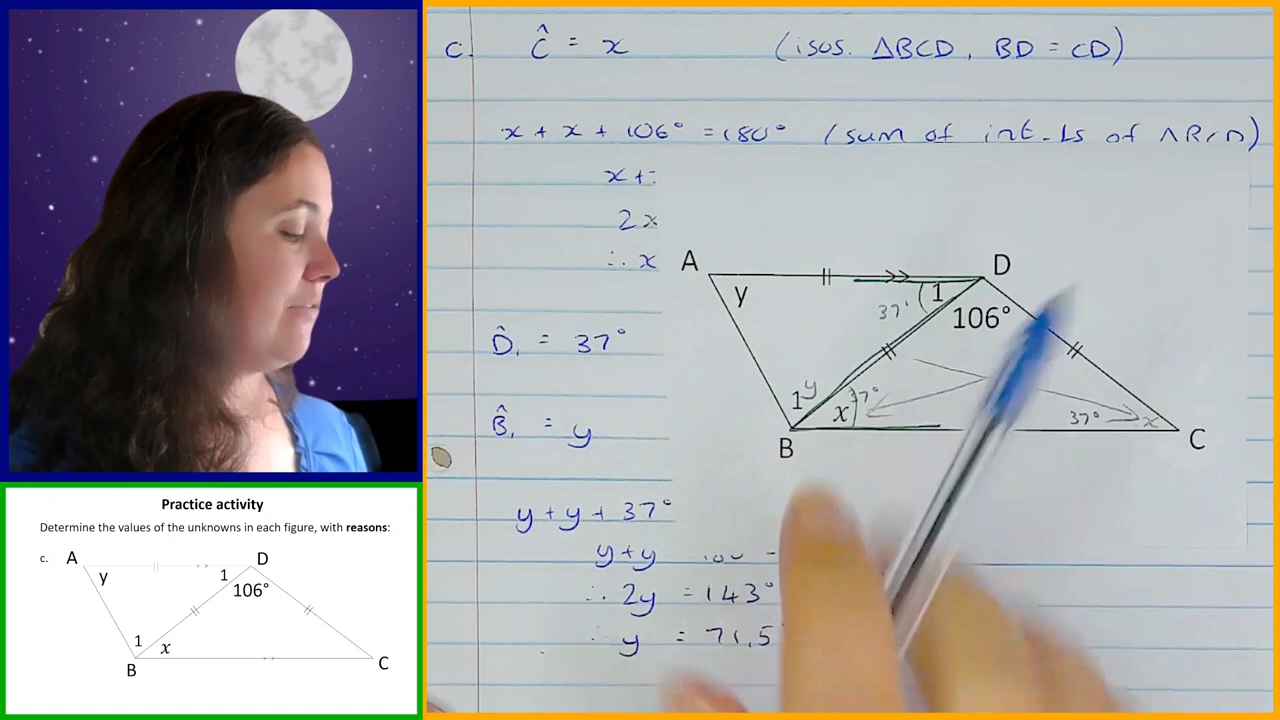 c. Ĉ = x (isos. ΔBCD, BD = CD)
x + x + 106° = 180° (sum of int. ∠s of
x +
2x
∴ x
A
D
y
1
37°
106°
y
1
x
37°
37°
x
B
C
D̂₁ = 37°
B̂₁ = y
y + y + 37°
y + y
∴ 2y = 143°
∴ y = 71,5
Practice activity
Determine the values of the unknowns in each figure, with reasons:
c.
A
D
y
1
106°
1
x
B
C